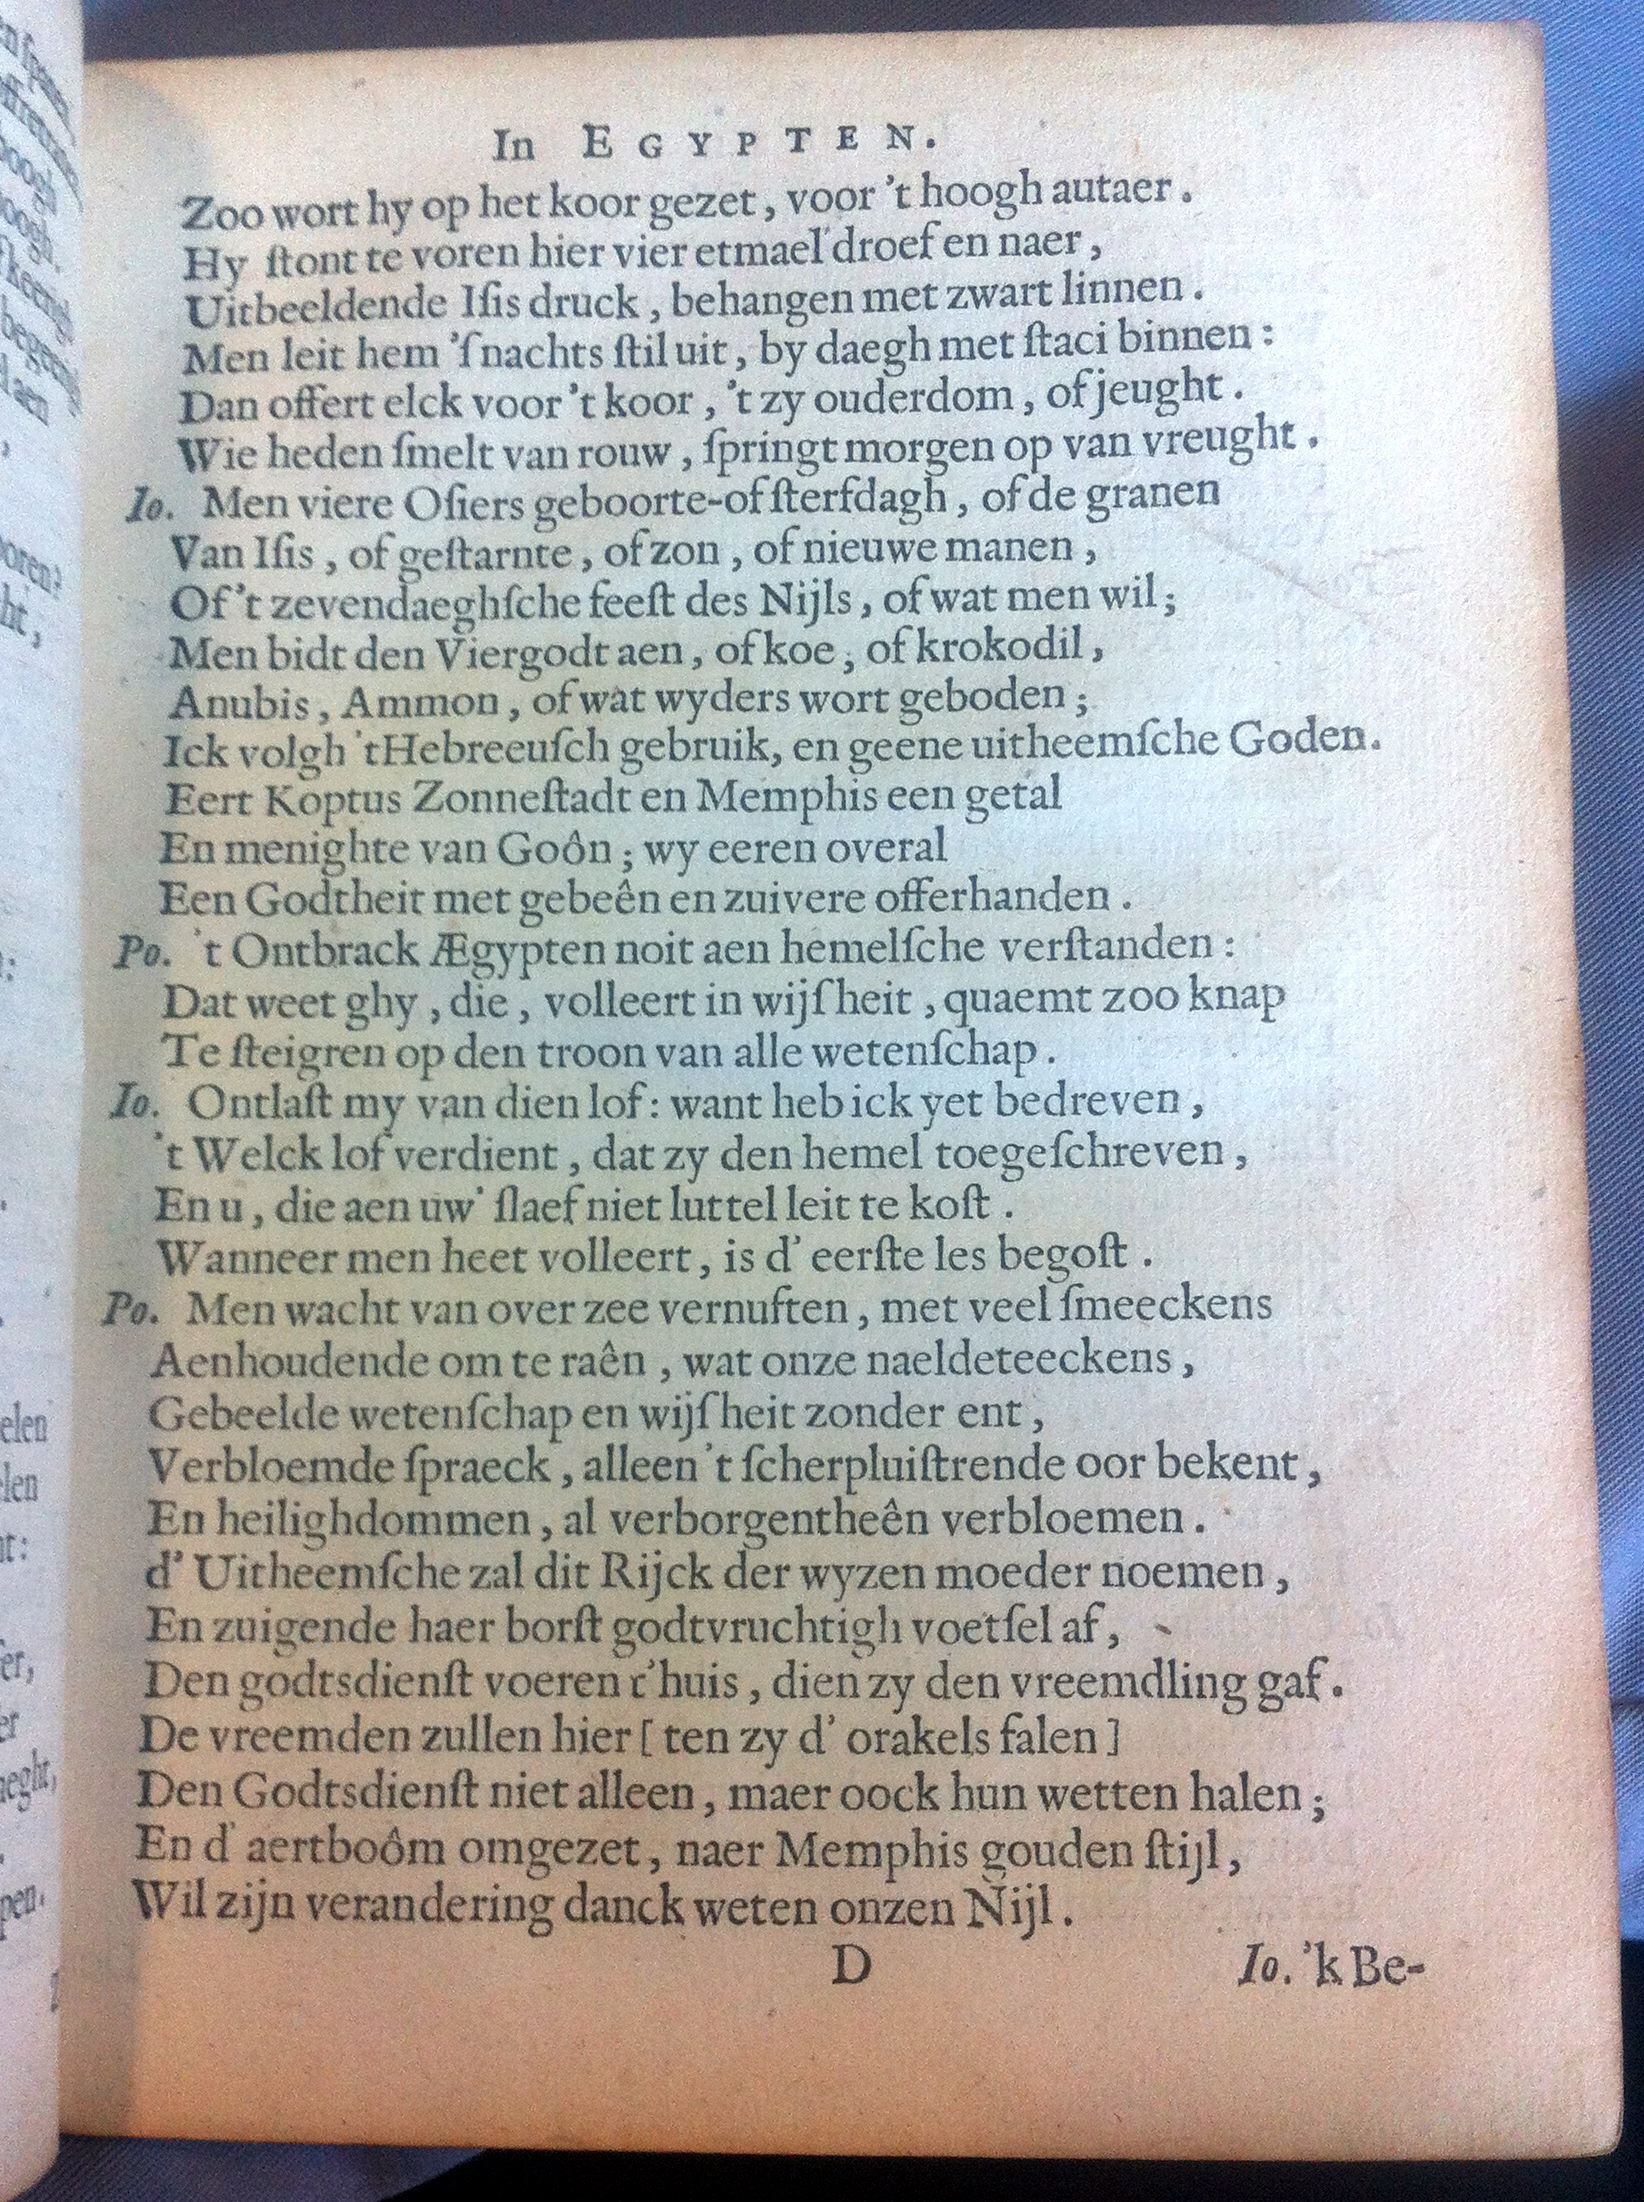 In EGYPTEN.
Zoo wort hy op het koor gezet, voor 't hoogh autaer.
Hy ſtont te voren hier vier etmael droef en naer,
Uitbeeldende Iſis druck, behangen met zwart linnen.
Men leit hem 'ſnachts ſtil uit, by daegh met ſtaci binnen:
Dan offert elck voor 't koor, 't zy ouderdom, of jeught.
Wie heden ſmelt van rouw, ſpringt morgen op van vreught.
Io. Men viere Oſiers geboorte-of ſterfdagh, of de granen
Van Iſis, of geſtarnte, of zon, of nieuwe manen,
Of 't zevendaeghſche feeſt des Nijls, of wat men wil;
Men bidt den Viergodt aen, of koe, of krokodil,
Anubis, Ammon, of wat wyders wort geboden;
Ick volgh 't Hebreeuſch gebruik, en geene uitheemſche Goden.
Eert Koptus Zonneſtadt en Memphis een getal
En menighte van Goôn; wy eeren overal
Een Godtheit met gebeên en zuivere offerhanden.
Po. 't Ontbrack Ægypten noit aen hemelſche verſtanden:
Dat weet ghy, die, volleert in wijſheit, quaemt zoo knap
Te ſteigren op den troon van alle wetenſchap.
Io. Ontlaſt my van dien lof: want heb ick yet bedreven,
't Welck lof verdient, dat zy den hemel toegeſchreven,
En u, die aen uw' ſlaef niet luttel leit te koſt.
Wanneer men heet volleert, is d' eerſte les begoſt.
Po. Men wacht van over zee vernuften, met veel ſmeeckens
Aenhoudende om te raên, wat onze naeldeteeckens,
Gebeelde wetenſchap en wijſheit zonder ent,
Verbloemde ſpraeck, alleen 't ſcherpluiſtrende oor bekent,
En heilighdommen, al verborgentheên verbloemen.
d' Uitheemſche zal dit Rijck der wyzen moeder noemen,
En zuigende haer borſt godtvruchtigh voetſel af,
Den godtsdienſt voeren t'huis, dien zy den vreemdling gaf.
De vreemden zullen hier [ ten zy d' orakels falen ]
Den Godtsdienſt niet alleen, maer oock hun wetten halen;
En d' aertboôm omgezet, naer Memphis gouden ſtijl,
Wil zijn verandering danck weten onzen Nijl.
D
Io. 'k Be-